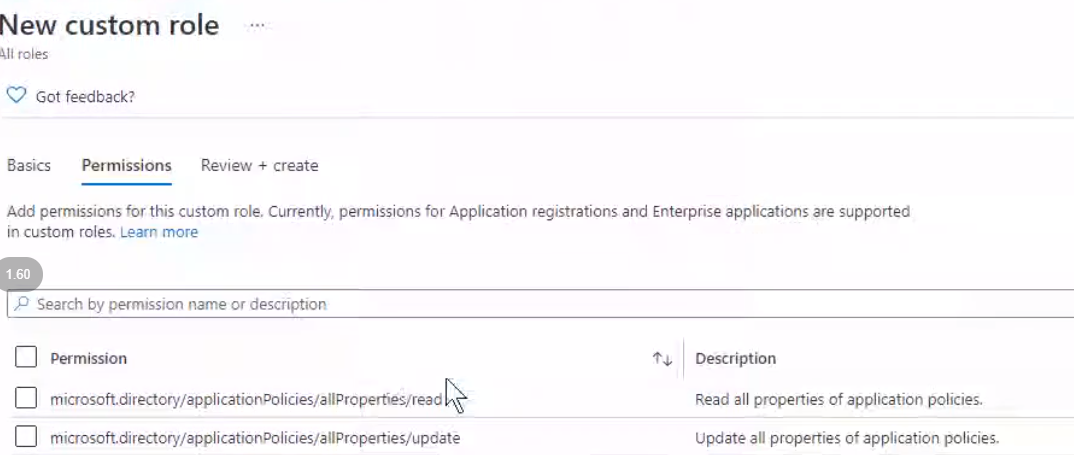 New custom role ...
All roles
Got feedback?
Basics Permissions Review + create
Add permissions for this custom role. Currently, permissions for Application registrations and Enterprise applications are supported
in custom roles. Learn more
1.60
Search by permission name or description
Permission Description
microsoft.directory/applicationPolicies/allProperties/read Read all properties of application policies.
microsoft.directory/applicationPolicies/allProperties/update Update all properties of application policies.